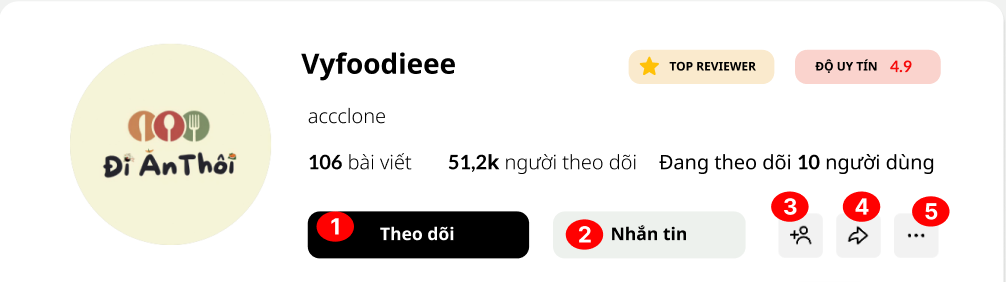 Vyfoodieee
TOP REVIEWER
ĐỘ UY TÍN 4.9
accclone
106 bài viết 51,2k người theo dõi Đang theo dõi 10 người dùng
Đi Ăn Thôi
1 Theo dõi
2 Nhắn tin
3
4
5